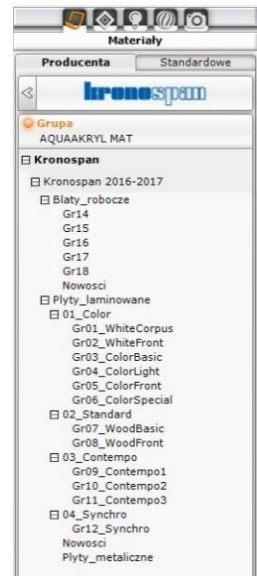 Materiały
Producenta Standardowe
kronospan
Grupa
AQUAAKRYL MAT
Kronospan
Kronospan 2016-2017
Blaty_robocze
Gr14
Gr15
Gr16
Gr17
Gr18
Nowosci
Plyty_laminowane
01_Color
Gr01_WhiteCorpus
Gr02_WhiteFront
Gr03_ColorBasic
Gr04_ColorLight
Gr05_ColorFront
Gr06_ColorSpecial
02_Standard
Gr07_WoodBasic
Gr08_WoodFront
03_Contempo
Gr09_Contempo1
Gr10_Contempo2
Gr11_Contempo3
04_Synchro
Gr12_Synchro
Nowosci
Plyty_metaliczne